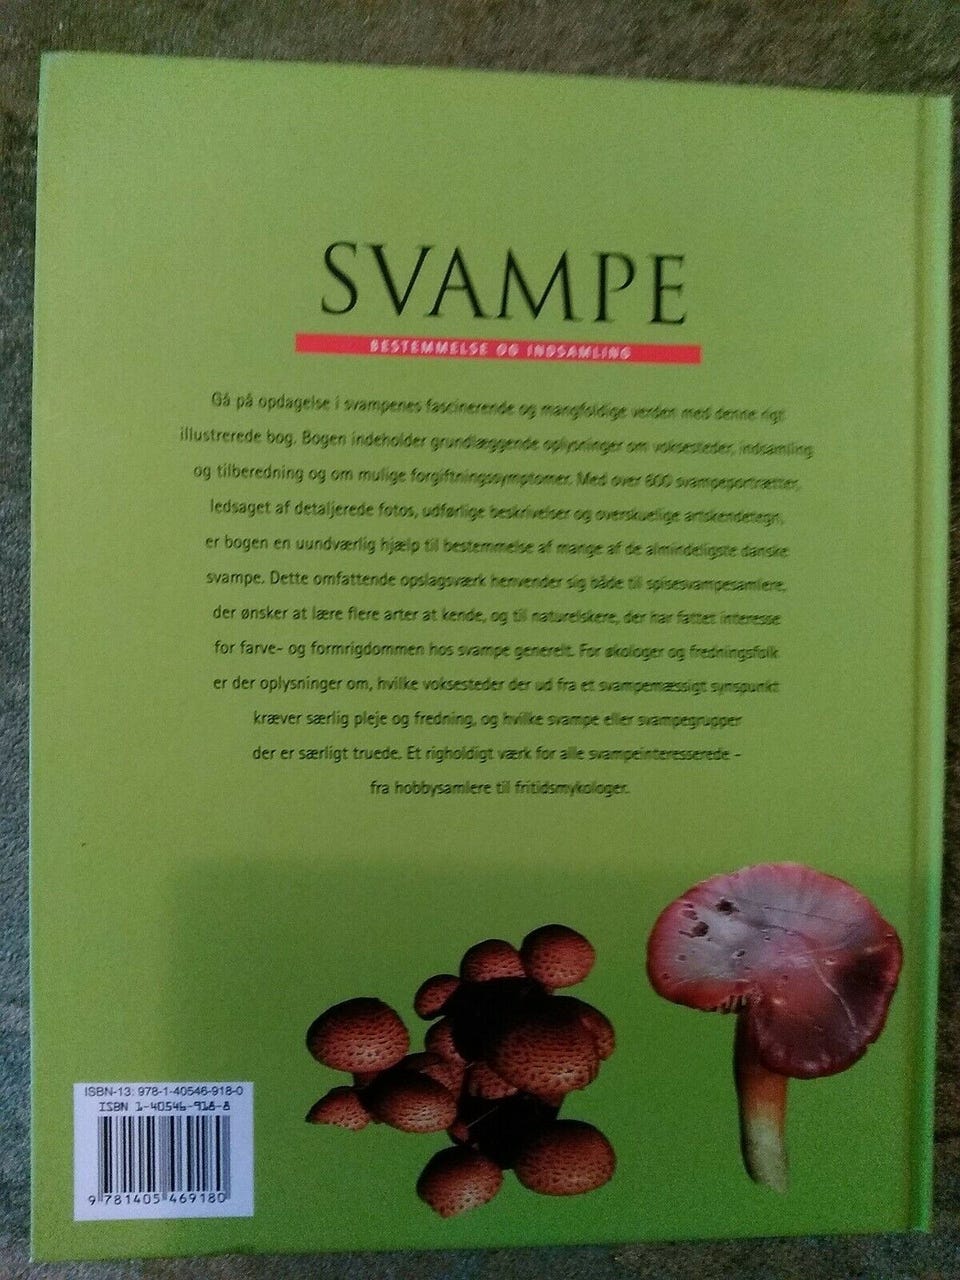 SVAMPE
BESTEMMELSE OG INDSAMLING
Gå på opdagelse i svampenes fascinerende og mangfoldige verden med denne rigt
illustrerede bog. Bogen indeholder grundlæggende oplysninger om voksesteder, indsamling
og tilberedning og om mulige forgiftningssymptomer. Med over 600 svampeportrætter,
ledsaget af detaljerede fotos, udførlige beskrivelser og overskuelige artskendetegn,
er bogen en uundværlig hjælp til bestemmelse af mange af de almindeligste danske
svampe. Dette omfattende opslagsværk henvender sig både til spisesvampesamlere,
der ønsker at lære flere arter at kende, og til naturelskere, der har fattet interesse
for farve- og formrigdommen hos svampe generelt. For økologer og fredningsfolk
er der oplysninger om, hvilke voksesteder der ud fra et svampemæssigt synspunkt
kræver særlig pleje og fredning, og hvilke svampe eller svampegrupper
der er særligt truede. Et righoldigt værk for alle svampeinteresserede –
fra hobbysamlere til fritidsmykologer.
ISBN-13: 978-1-40546-918-0
ISBN 1-40546-918-8
9 781405 469180